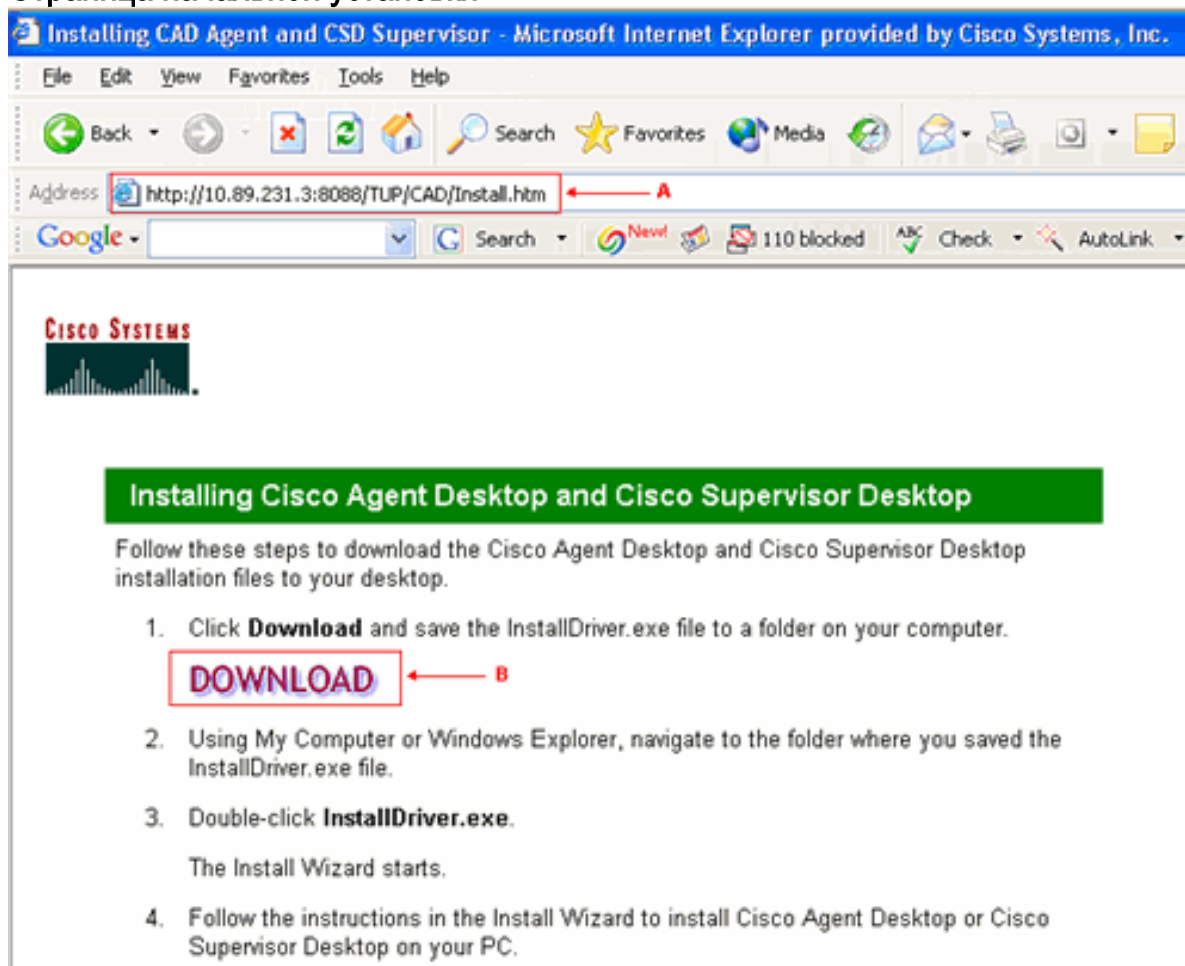 Страница начальной установки
Installing CAD Agent and CSD Supervisor - Microsoft Internet Explorer provided by Cisco Systems, Inc.
File Edit View Favorites Tools Help
Back Search Favorites Media
Address http://10.89.231.3:8088/TUP/CAD/Install.htm A
Google G Search New! 110 blocked ABC Check AutoLink
CISCO SYSTEMS
Installing Cisco Agent Desktop and Cisco Supervisor Desktop
Follow these steps to download the Cisco Agent Desktop and Cisco Supervisor Desktop
installation files to your desktop.
1. Click Download and save the InstallDriver.exe file to a folder on your computer.
DOWNLOAD B
2. Using My Computer or Windows Explorer, navigate to the folder where you saved the
InstallDriver.exe file.
3. Double-click InstallDriver.exe.
The Install Wizard starts.
4. Follow the instructions in the Install Wizard to install Cisco Agent Desktop or Cisco
Supervisor Desktop on your PC.